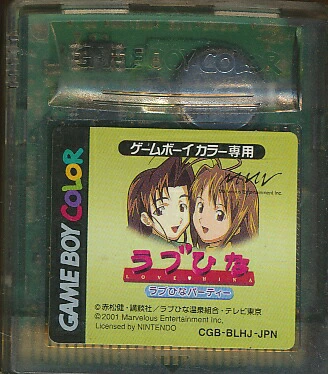 GAME BOY COLOR
GAME BOY COLOR
ゲームボーイカラー専用
ラブひな
LOVE HINA
ラブひなパーティー
©赤松健・講談社／ラブひな温泉組合・テレビ東京
©2001 Marvelous Entertainment Inc.
Licensed by NINTENDO
CGB-BLHJ-JPN